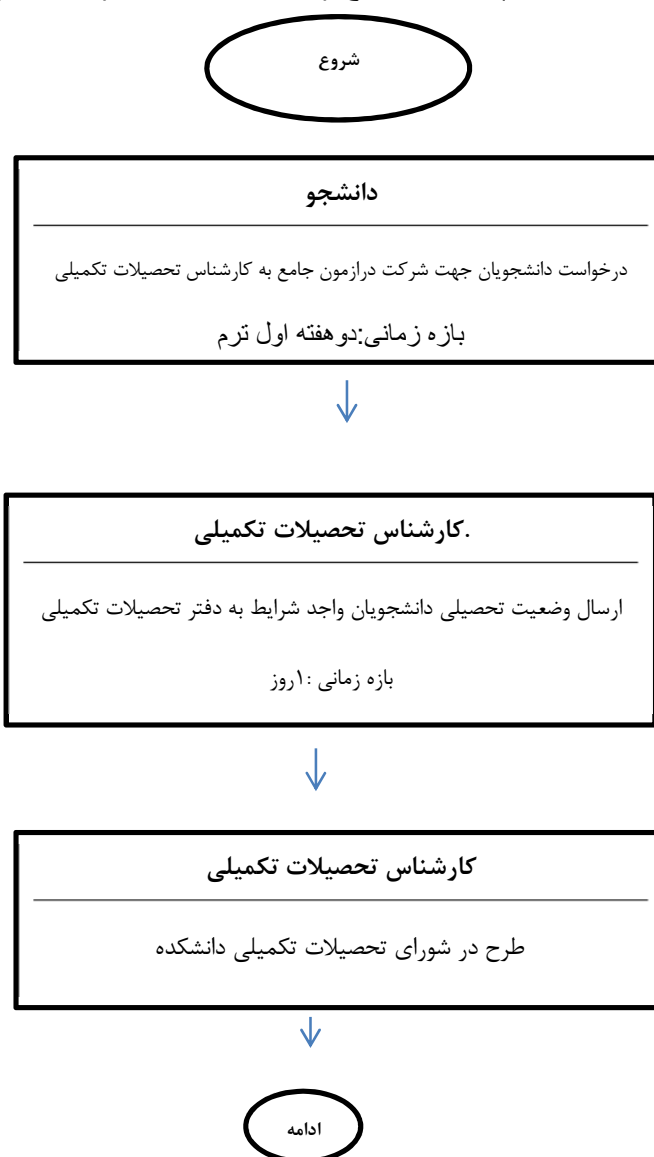 شروع
دانشجو
درخواست دانشجویان جهت شرکت درازمون جامع به کارشناس تحصیلات تکمیلی
بازه زمانی:دو هفته اول ترم
.کارشناس تحصیلات تکمیلی
ارسال وضعیت تحصیلی دانشجویان واجد شرایط به دفتر تحصیلات تکمیلی
بازه زمانی :۱روز
کارشناس تحصیلات تکمیلی
طرح در شورای تحصیلات تکمیلی دانشکده
ادامه